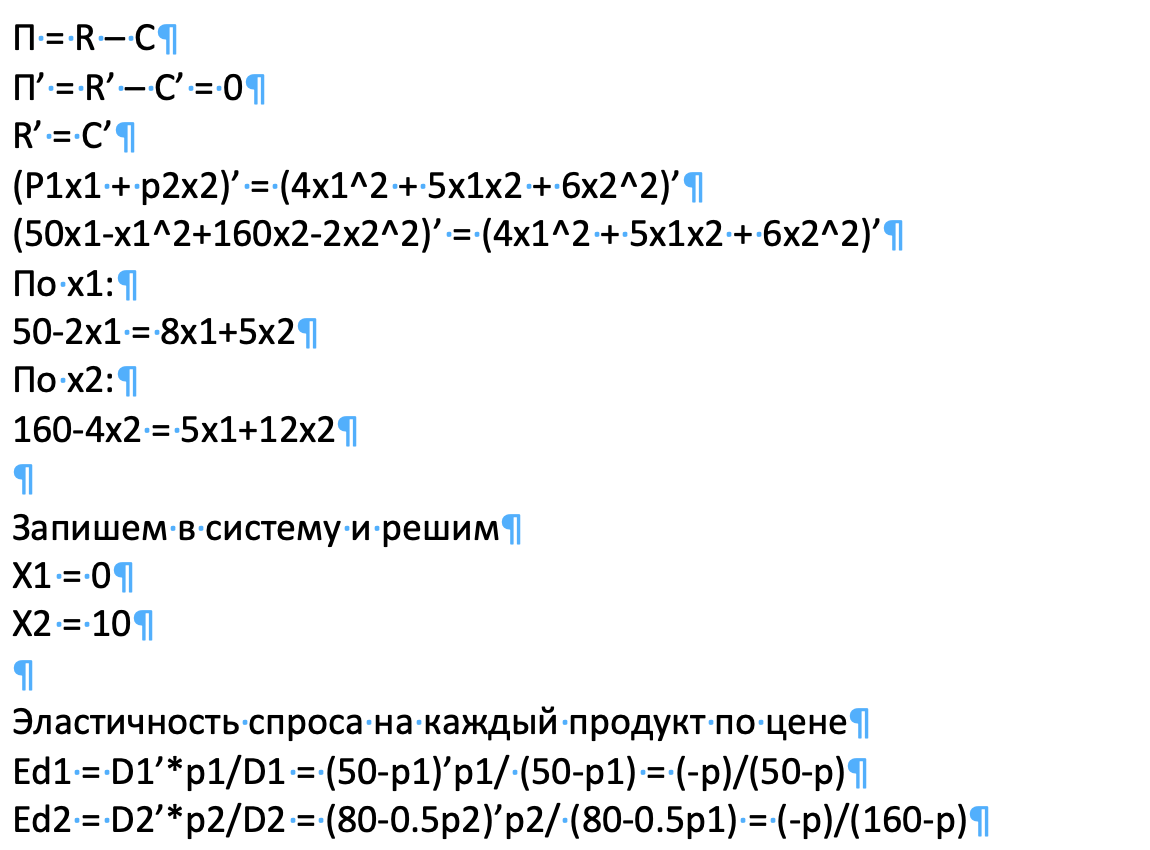 П = R – C¶
П’ = R’ – C’ = 0¶
R’ = C’¶
(P1x1 + p2x2)’ = (4x1^2 + 5x1x2 + 6x2^2)’¶
(50x1-x1^2+160x2-2x2^2)’ = (4x1^2 + 5x1x2 + 6x2^2)’¶
По x1:¶
50-2x1 = 8x1+5x2¶
По x2:¶
160-4x2 = 5x1+12x2¶
¶
Запишем в систему и решим¶
X1 = 0¶
X2 = 10¶
¶
Эластичность спроса на каждый продукт по цене¶
Ed1 = D1’*p1/D1 = (50-p1)’p1/ (50-p1) = (-p)/(50-p)¶
Ed2 = D2’*p2/D2 = (80-0.5p2)’p2/ (80-0.5p1) = (-p)/(160-p)¶